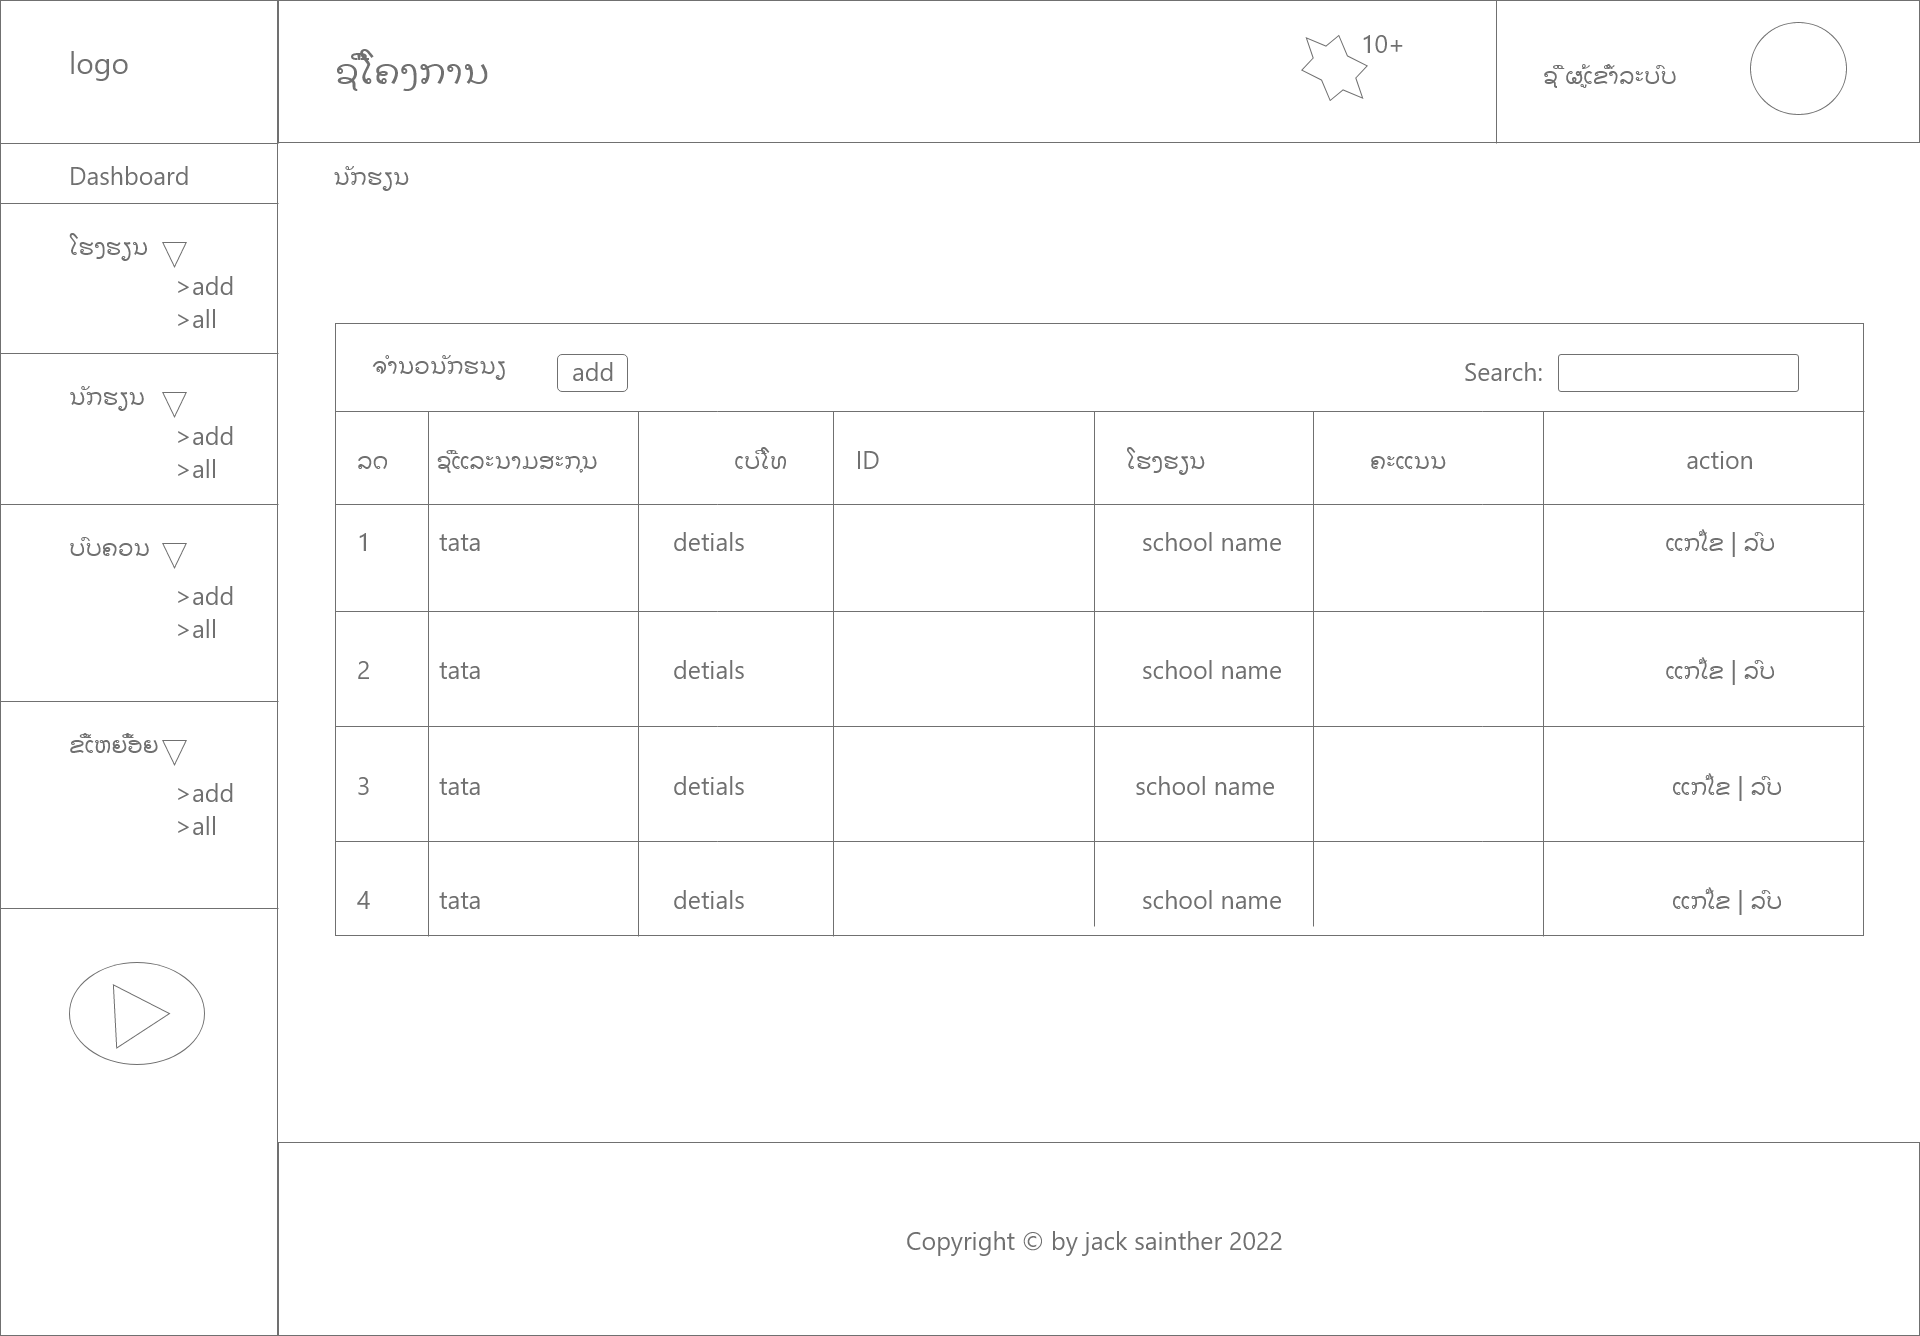 logo
ຊື່ໂຄງການ
10+
ຊື່ ຜູ້ເຂົ້າລະບົບ
Dashboard
ນັກຮຽນ
ໂຮງຮຽນ
>add
>all
ນັກຮຽນ
>add
>all
ບົບຄວນ
>add
>all
ຂີ້ເຫຍື້ອຍ
>add
>all
ຈຳນວນັກຮນຽ
add
Search:
ລດ ຊື່ແລະນາມສະກຸນ ເບີໂທ ID ໂຮງຮຽນ ຄະແນນ action
1 tata detials school name ແກ້ໄຂ | ລົບ
2 tata detials school name ແກ້ໄຂ | ລົບ
3 tata detials school name ແກ້ໄຂ | ລົບ
4 tata detials school name ແກ້ໄຂ | ລົບ
Copyright © by jack sainther 2022